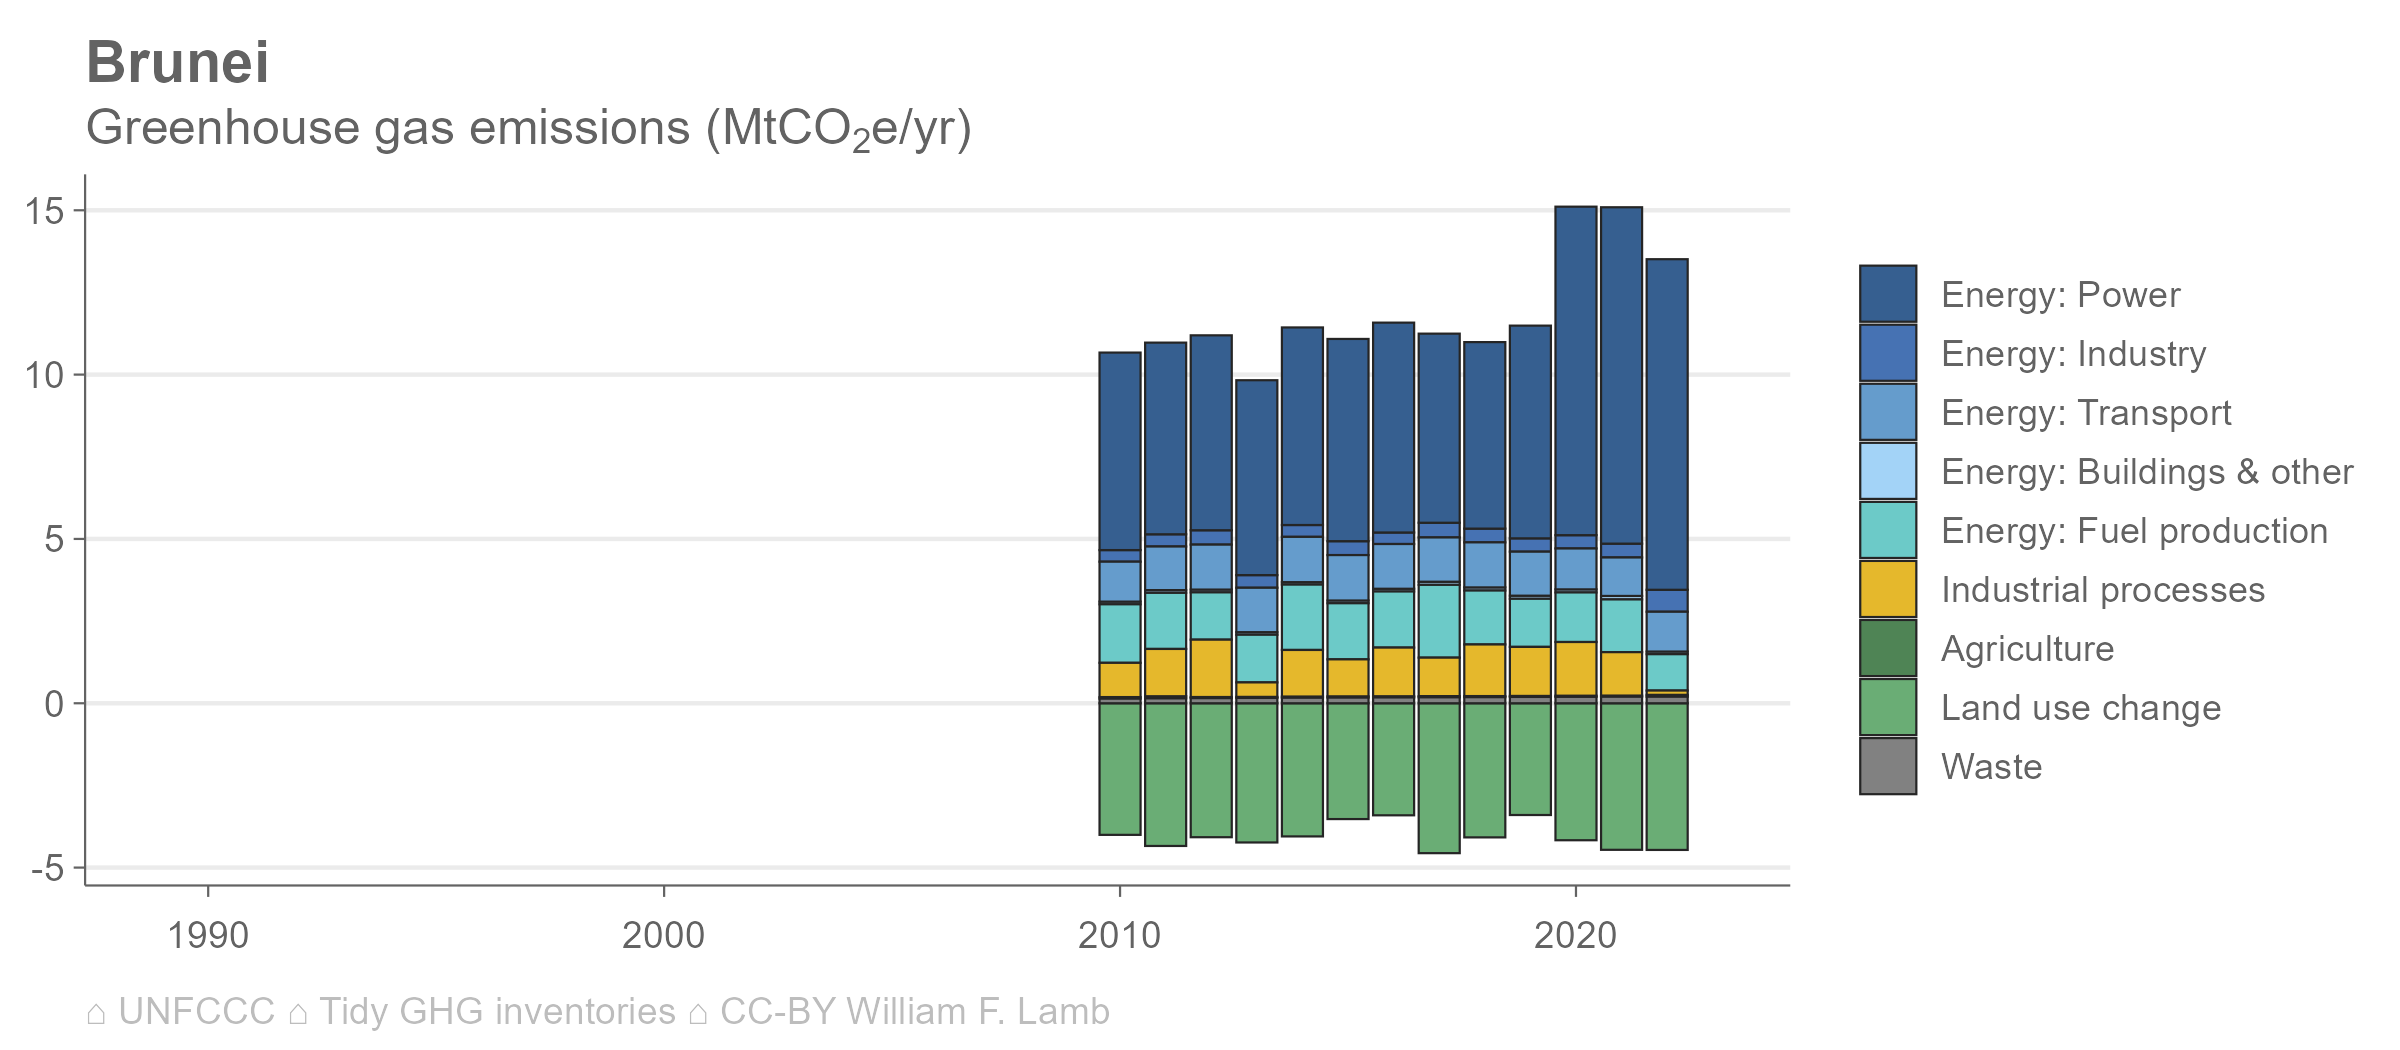 Brunei
Greenhouse gas emissions (MtCO₂e/yr)
15
10
5
0
-5
1990
2000
2010
2020
Energy: Power
Energy: Industry
Energy: Transport
Energy: Buildings & other
Energy: Fuel production
Industrial processes
Agriculture
Land use change
Waste
⌂ UNFCCC ⌂ Tidy GHG inventories ⌂ CC-BY William F. Lamb